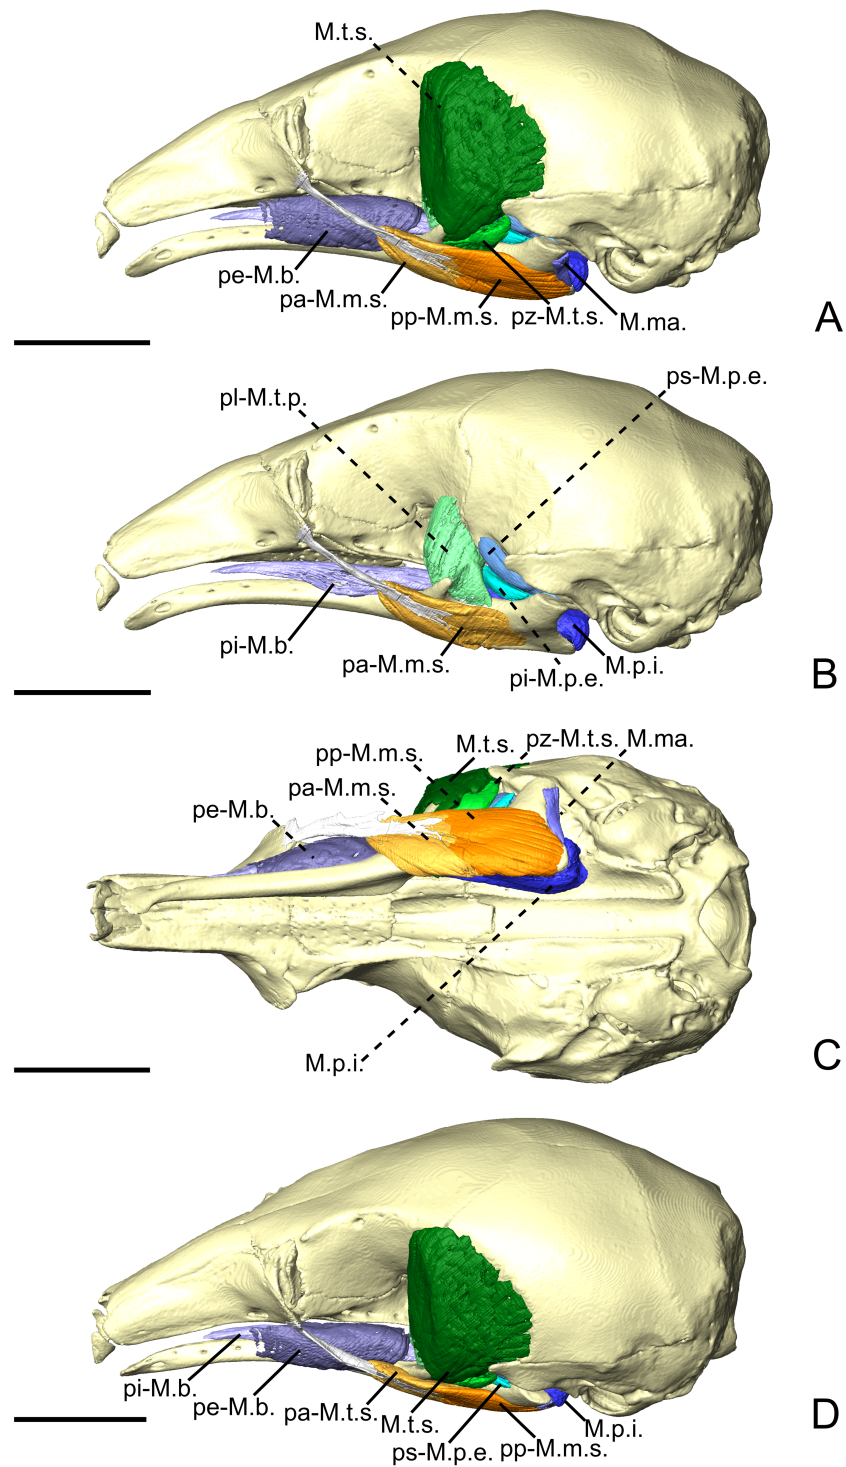 M.t.s.
pe-M.b.
pa-M.m.s.
pp-M.m.s.
pz-M.t.s.
M.ma.
A
ps-M.p.e.
pl-M.t.p.
pi-M.b.
pa-M.m.s.
pi-M.p.e.
M.p.i.
B
pp-M.m.s.
M.t.s.
pz-M.t.s.
M.ma.
pa-M.m.s.
pe-M.b.
M.p.i.
C
pi-M.b.
pe-M.b.
pa-M.t.s.
M.t.s.
ps-M.p.e.
pp-M.m.s.
M.p.i.
D